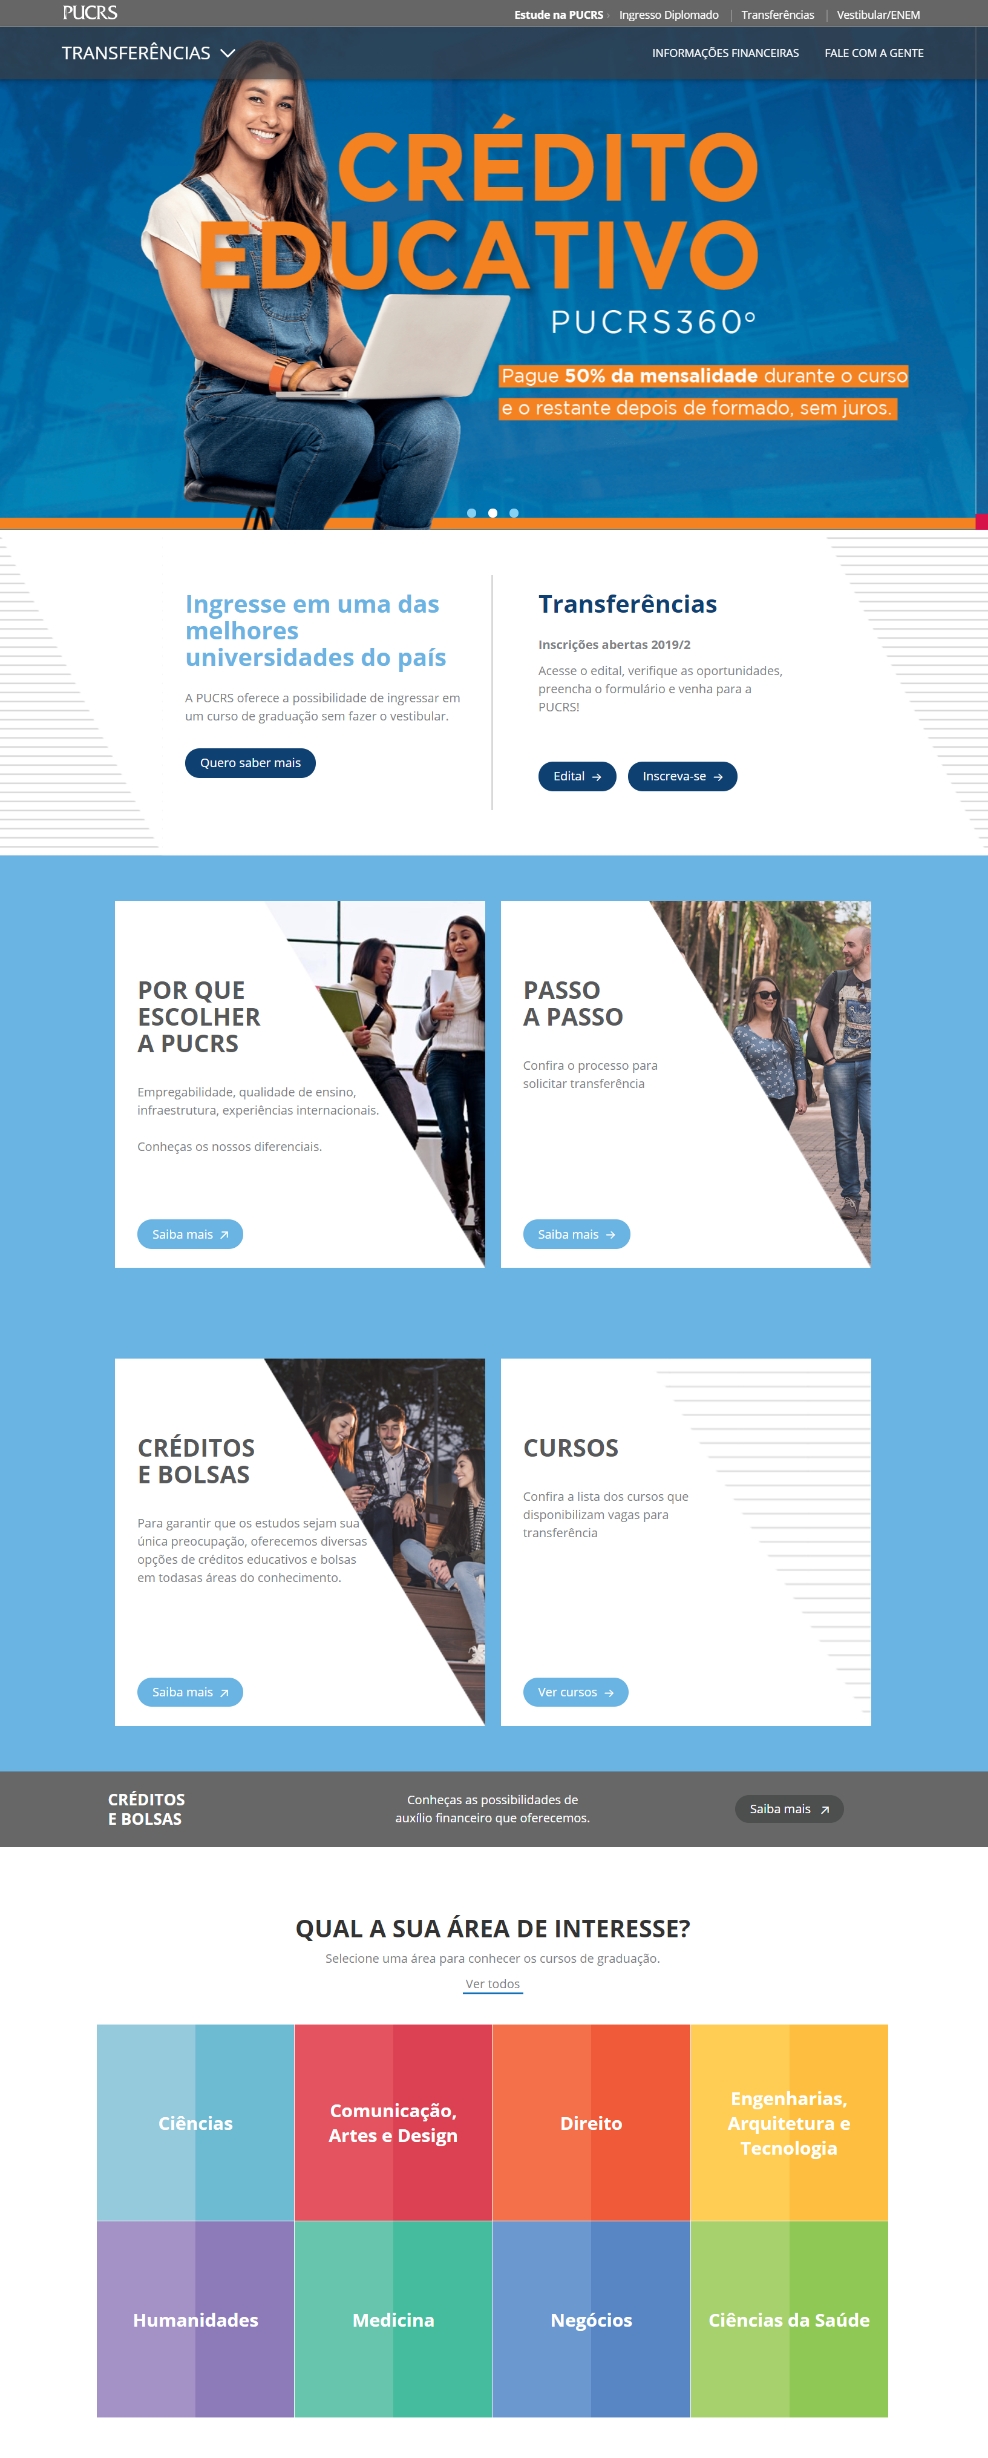 PUCRS
Estude na PUCRS › Ingresso Diplomado | Transferências | Vestibular/ENEM
TRANSFERÊNCIAS
INFORMAÇÕES FINANCEIRAS FALE COM A GENTE
CRÉDITO
EDUCATIVO
PUCRS360º
Pague 50% da mensalidade durante o curso
e o restante depois de formado, sem juros.
Ingresse em uma das
melhores
universidades do país
A PUCRS oferece a possibilidade de ingressar em
um curso de graduação sem fazer o vestibular.
Quero saber mais
Transferências
Inscrições abertas 2019/2
Acesse o edital, verifique as oportunidades,
preencha o formulário e venha para a
PUCRS!
Edital → Inscreva-se →
POR QUE
ESCOLHER
A PUCRS
Empregabilidade, qualidade de ensino,
infraestrutura, experiências internacionais.
Conheças os nossos diferenciais.
Saiba mais ↗
PASSO
A PASSO
Confira o processo para
solicitar transferência
Saiba mais →
CRÉDITOS
E BOLSAS
Para garantir que os estudos sejam sua
única preocupação, oferecemos diversas
opções de créditos educativos e bolsas
em todasas áreas do conhecimento.
Saiba mais ↗
CURSOS
Confira a lista dos cursos que
disponibilizam vagas para
transferência
Ver cursos →
CRÉDITOS
E BOLSAS
Conheças as possibilidades de
auxílio financeiro que oferecemos.
Saiba mais ↗
QUAL A SUA ÁREA DE INTERESSE?
Selecione uma área para conhecer os cursos de graduação.
Ver todos
Ciências
Comunicação,
Artes e Design
Direito
Engenharias,
Arquitetura e
Tecnologia
Humanidades
Medicina
Negócios
Ciências da Saúde